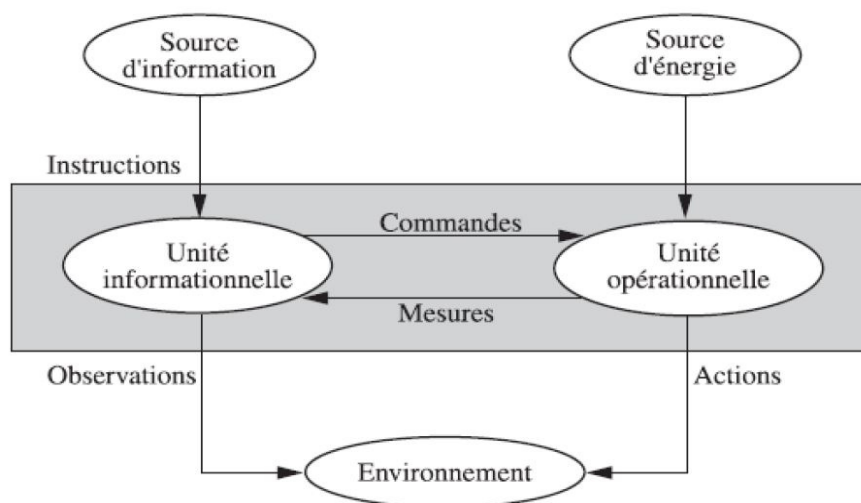 Source
d'information
Source
d'énergie
Instructions
Commandes
Unité
informationnelle
Unité
opérationnelle
Mesures
Observations
Actions
Environnement